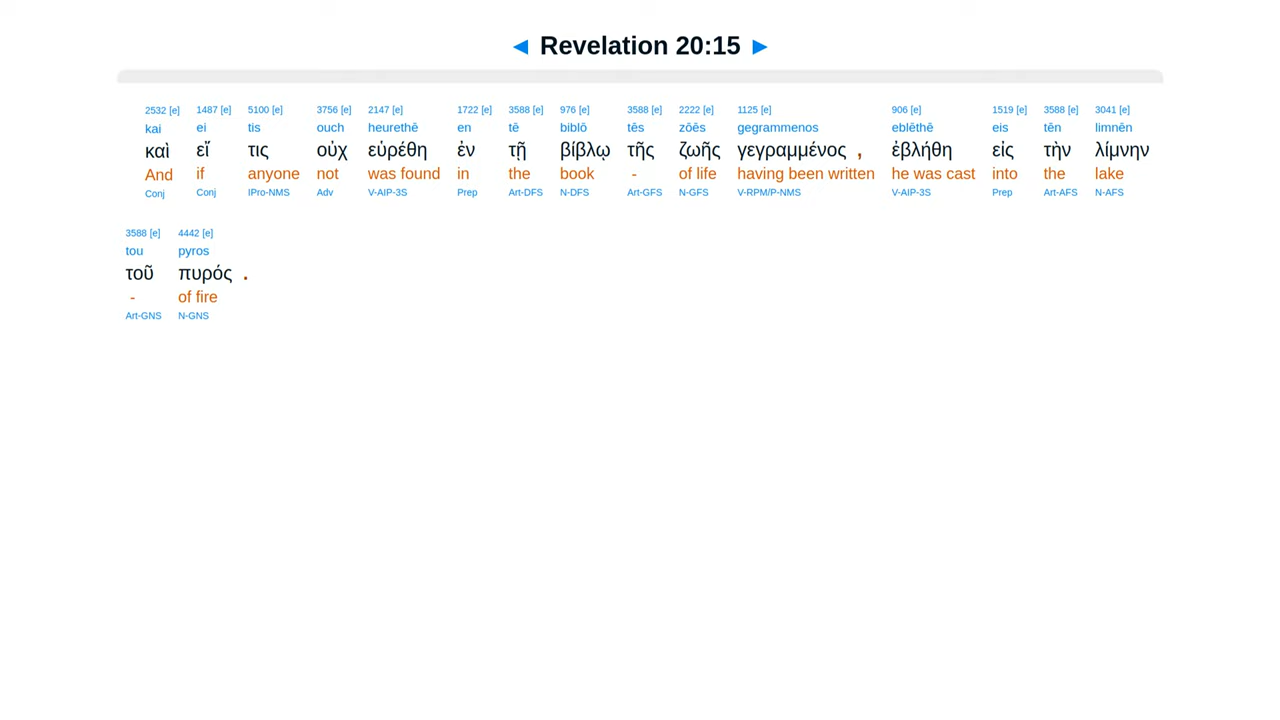 ◄ Revelation 20:15 ►
2532 [e] 1487 [e] 5100 [e] 3756 [e] 2147 [e] 1722 [e] 3588 [e] 976 [e] 3588 [e] 2222 [e] 1125 [e] 906 [e] 1519 [e] 3588 [e] 3041 [e]
kai ei tis ouch heurethē en tē biblō tēs zōēs gegrammenos eblēthē eis tēn limnēn
καὶ εἴ τις οὐχ εὑρέθη ἐν τῇ βίβλῳ τῆς ζωῆς γεγραμμένος , ἐβλήθη εἰς τὴν λίμνην
And if anyone not was found in the book - of life having been written he was cast into the lake
Conj Conj IPro-NMS Adv V-AIP-3S Prep Art-DFS N-DFS Art-GFS N-GFS V-RPM/P-NMS V-AIP-3S Prep Art-AFS N-AFS
3588 [e] 4442 [e]
tou pyros
τοῦ πυρός .
- of fire
Art-GNS N-GNS